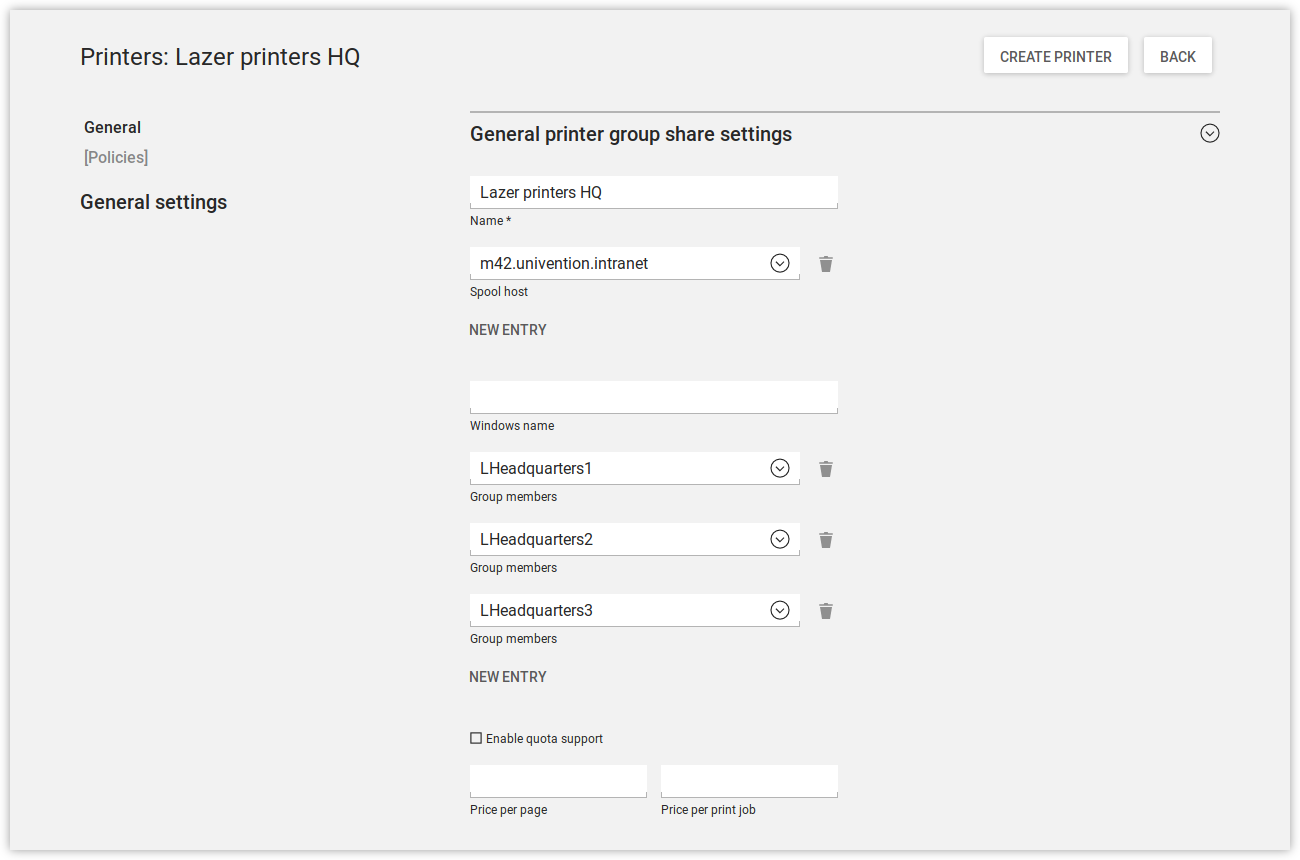 Printers: Lazer printers HQ
CREATE PRINTER
BACK
General
[Policies]
General settings
General printer group share settings
Lazer printers HQ
Name *
m42.univention.intranet
Spool host
NEW ENTRY
Windows name
LHeadquarters1
Group members
LHeadquarters2
Group members
LHeadquarters3
Group members
NEW ENTRY
Enable quota support
Price per page
Price per print job